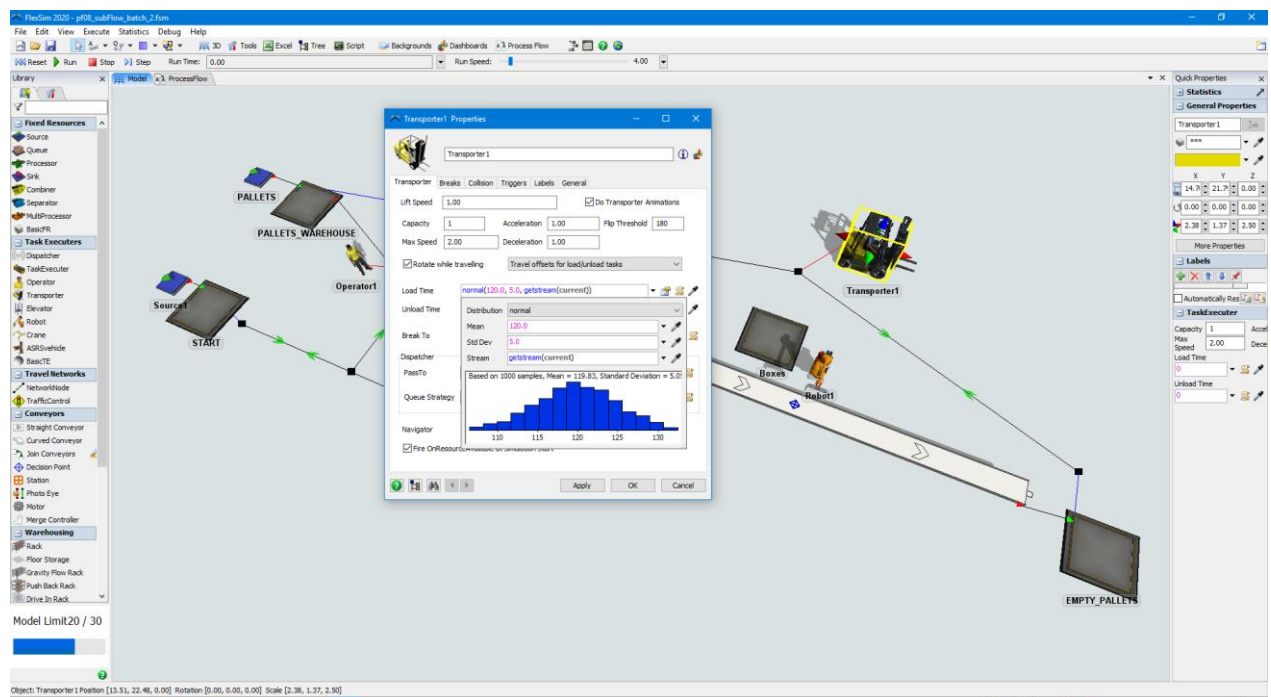 FlexSim 2020 - pf08_subFlow_batch_2.fsm
File Edit View Execute Statistics Debug Help
3D Tools Excel Tree Script Backgrounds Dashboards Process Flow
Reset Run Stop Step Run Time: 0.00 Run Speed: 4.00
Library
Model ProcessFlow
Fixed Resources
Source
Queue
Processor
Sink
Combiner
Separator
MultiProcessor
BasicFR
Task Executers
Dispatcher
TaskExecuter
Operator
Transporter
Elevator
Robot
Crane
ASRSvehicle
BasicTE
Travel Networks
NetworkNode
TrafficControl
Conveyors
Straight Conveyor
Curved Conveyor
Join Conveyors
Decision Point
Station
Photo Eye
Motor
Merge Controller
Warehousing
Rack
Floor Storage
Gravity Flow Rack
Push Back Rack
Drive In Rack
Model Limit20 / 30
PALLETS
PALLETS_WAREHOUSE
Operator1
Source1
START
Transporter1
Boxes
Robot1
EMPTY_PALLETS
Transporter1 Properties
Transporter1
Transporter Breaks Collision Triggers Labels General
Lift Speed 1.00 Do Transporter Animations
Capacity 1 Acceleration 1.00 Flip Threshold 180
Max Speed 2.00 Deceleration 1.00
Rotate while travelling Travel offsets for load/unload tasks
Load Time normal(120.0, 5.0, getstream(current))
Unload Time Distribution normal
Mean 120.0
Break To Std Dev 5.0
Dispatcher Stream getstream(current)
PassTo Based on 1000 samples, Mean = 119.83, Standard Deviation = 5.0
Queue Strategy
Navigator 110 115 120 125 130
Apply OK Cancel
Quick Properties
Statistics
General Properties
Transporter1
X Y Z
0.00
0.00 0.00 0.00
2.38 1.37 2.50
More Properties
Labels
Automatically Res
TaskExecuter
Capacity 1 Accel
Max Speed 2.00 Dece
Load Time
0
Unload Time
0
Object: Transporter1 Position [13.51, 22.48, 0.00] Rotation [0.00, 0.00, 0.00] Scale [2.38, 1.37, 2.50]